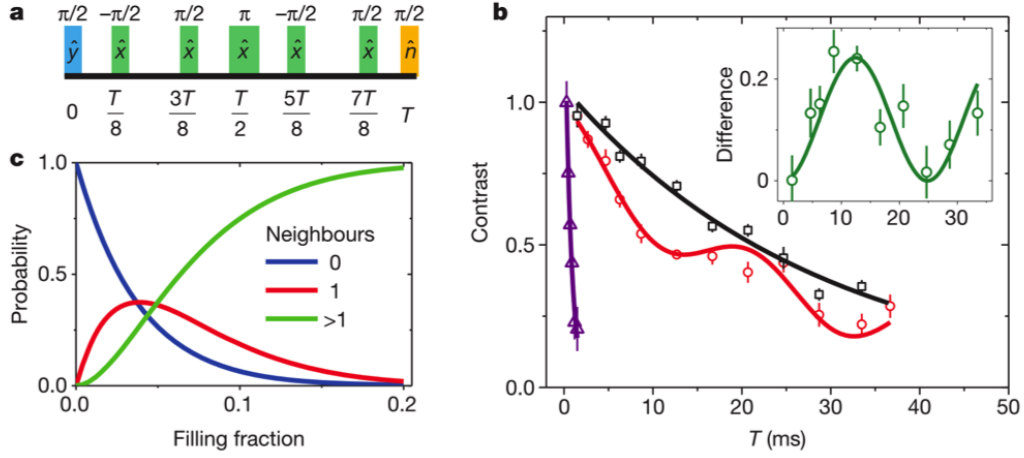 a
π/2 −π/2 π/2 π −π/2 π/2 π/2
ŷ x̂ x̂ x̂ x̂ x̂ n̂
0 T/8 3T/8 T/2 5T/8 7T/8 T
b
Contrast
1.0
0.5
0.0
0 10 20 30 40 50
T (ms)
Difference
0.2
0
0 10 20 30
c
Probability
1.0
0.5
0.0
Neighbours
0
1
>1
0.0 0.1 0.2
Filling fraction